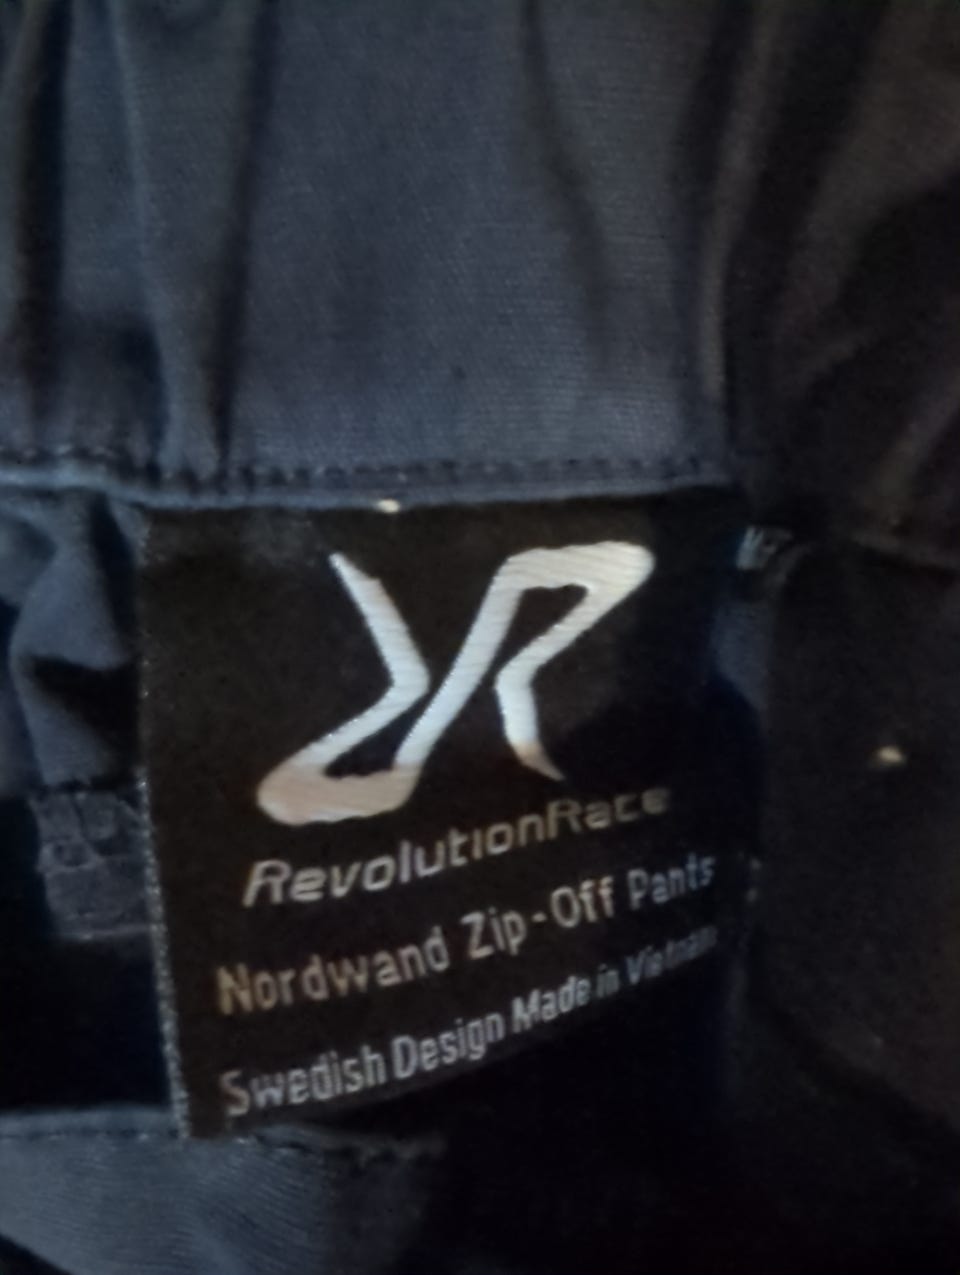 RevolutionRace
Nordwand Zip-Off Pants
Swedish Design Made in Vietnam